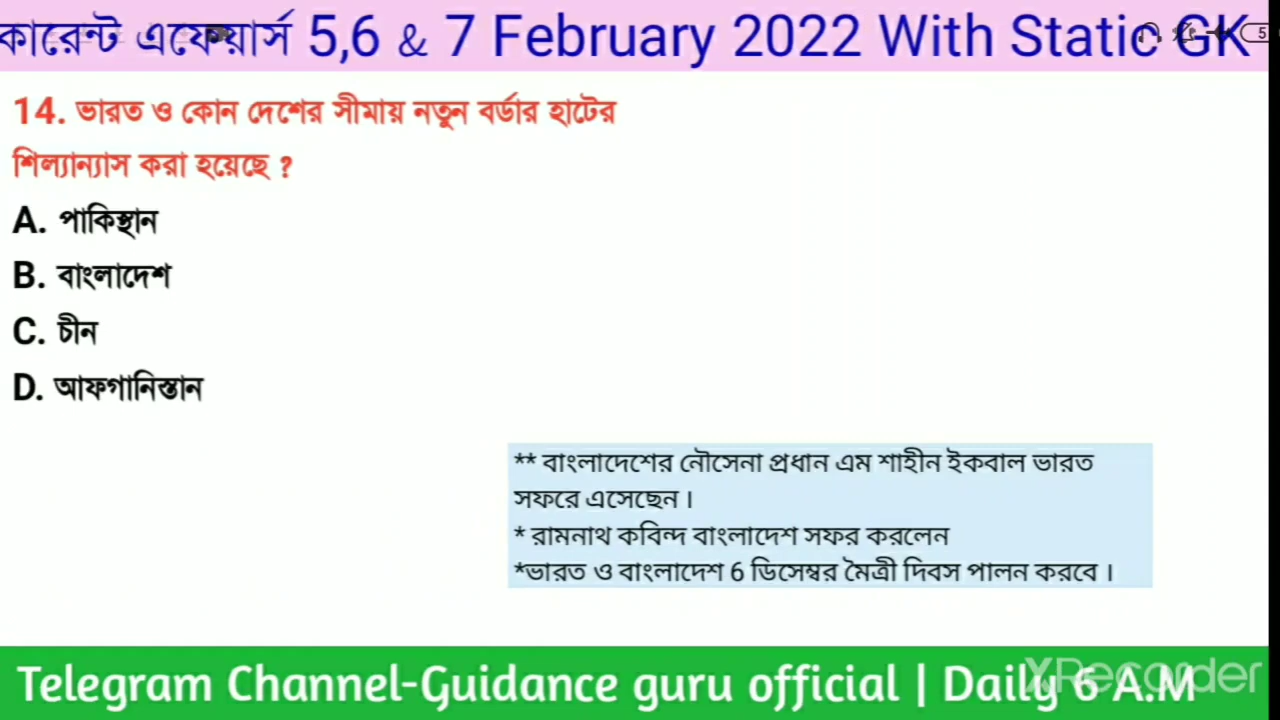 কারেন্ট এফেয়ার্স 5,6 & 7 February 2022 With Static GK
5
14. ভারত ও কোন দেশের সীমায় নতুন বর্ডার হাটের
শিল্যান্যাস করা হয়েছে ?
A. পাকিস্থান
B. বাংলাদেশ
C. চীন
D. আফগানিস্তান
** বাংলাদেশের নৌসেনা প্রধান এম শাহীন ইকবাল ভারত
সফরে এসেছেন ।
* রামনাথ কবিন্দ বাংলাদেশ সফর করলেন
*ভারত ও বাংলাদেশ 6 ডিসেম্বর মৈত্রী দিবস পালন করবে ।
Telegram Channel-Guidance guru official | Daily 6 A.M
XRecorder